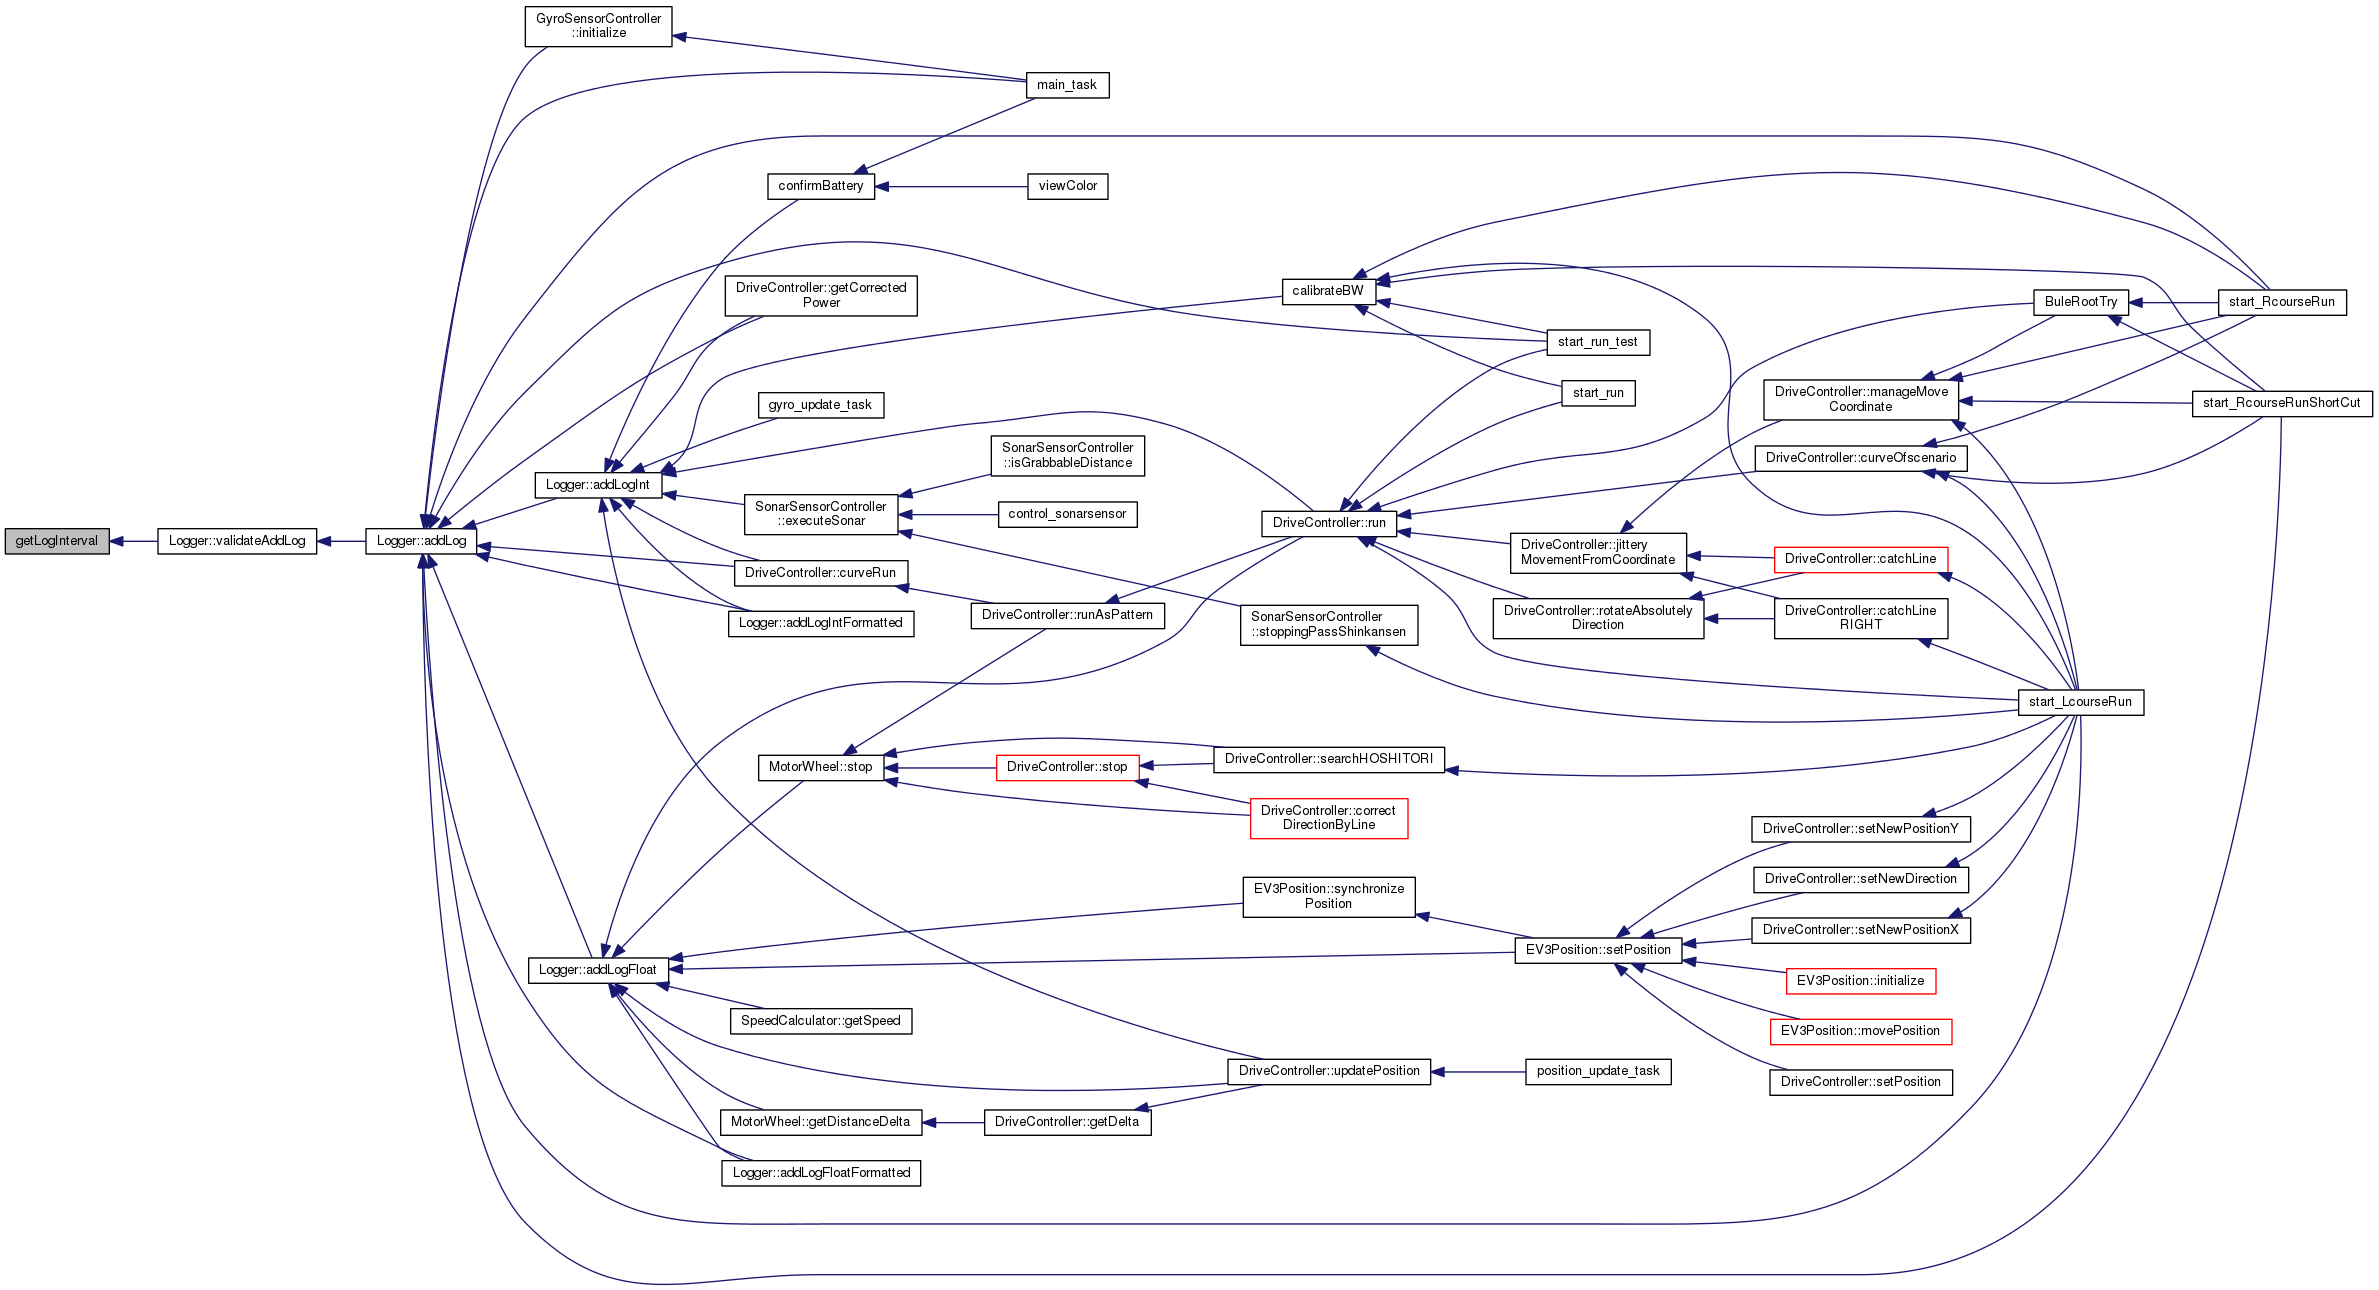 GyroSensorController
::initialize
main_task
confirmBattery
viewColor
DriveController::getCorrected
Power
calibrateBW
BuleRootTry
start_RcourseRun
start_run_test
start_run
DriveController::manageMove
Coordinate
start_RcourseRunShortCut
gyro_update_task
SonarSensorController
::isGrabbableDistance
DriveController::curveOfscenario
Logger::addLogInt
SonarSensorController
::executeSonar
control_sonarsensor
DriveController::run
getLogInterval
Logger::validateAddLog
Logger::addLog
DriveController::jittery
MovementFromCoordinate
DriveController::catchLine
DriveController::curveRun
DriveController::runAsPattern
Logger::addLogIntFormatted
SonarSensorController
::stoppingPassShinkansen
DriveController::rotateAbsolutely
Direction
DriveController::catchLine
RIGHT
start_LcourseRun
MotorWheel::stop
DriveController::stop
DriveController::searchHOSHITORI
DriveController::correct
DirectionByLine
DriveController::setNewPositionY
EV3Position::synchronize
Position
DriveController::setNewDirection
DriveController::setNewPositionX
EV3Position::setPosition
Logger::addLogFloat
EV3Position::initialize
SpeedCalculator::getSpeed
EV3Position::movePosition
DriveController::updatePosition
position_update_task
DriveController::setPosition
MotorWheel::getDistanceDelta
DriveController::getDelta
Logger::addLogFloatFormatted